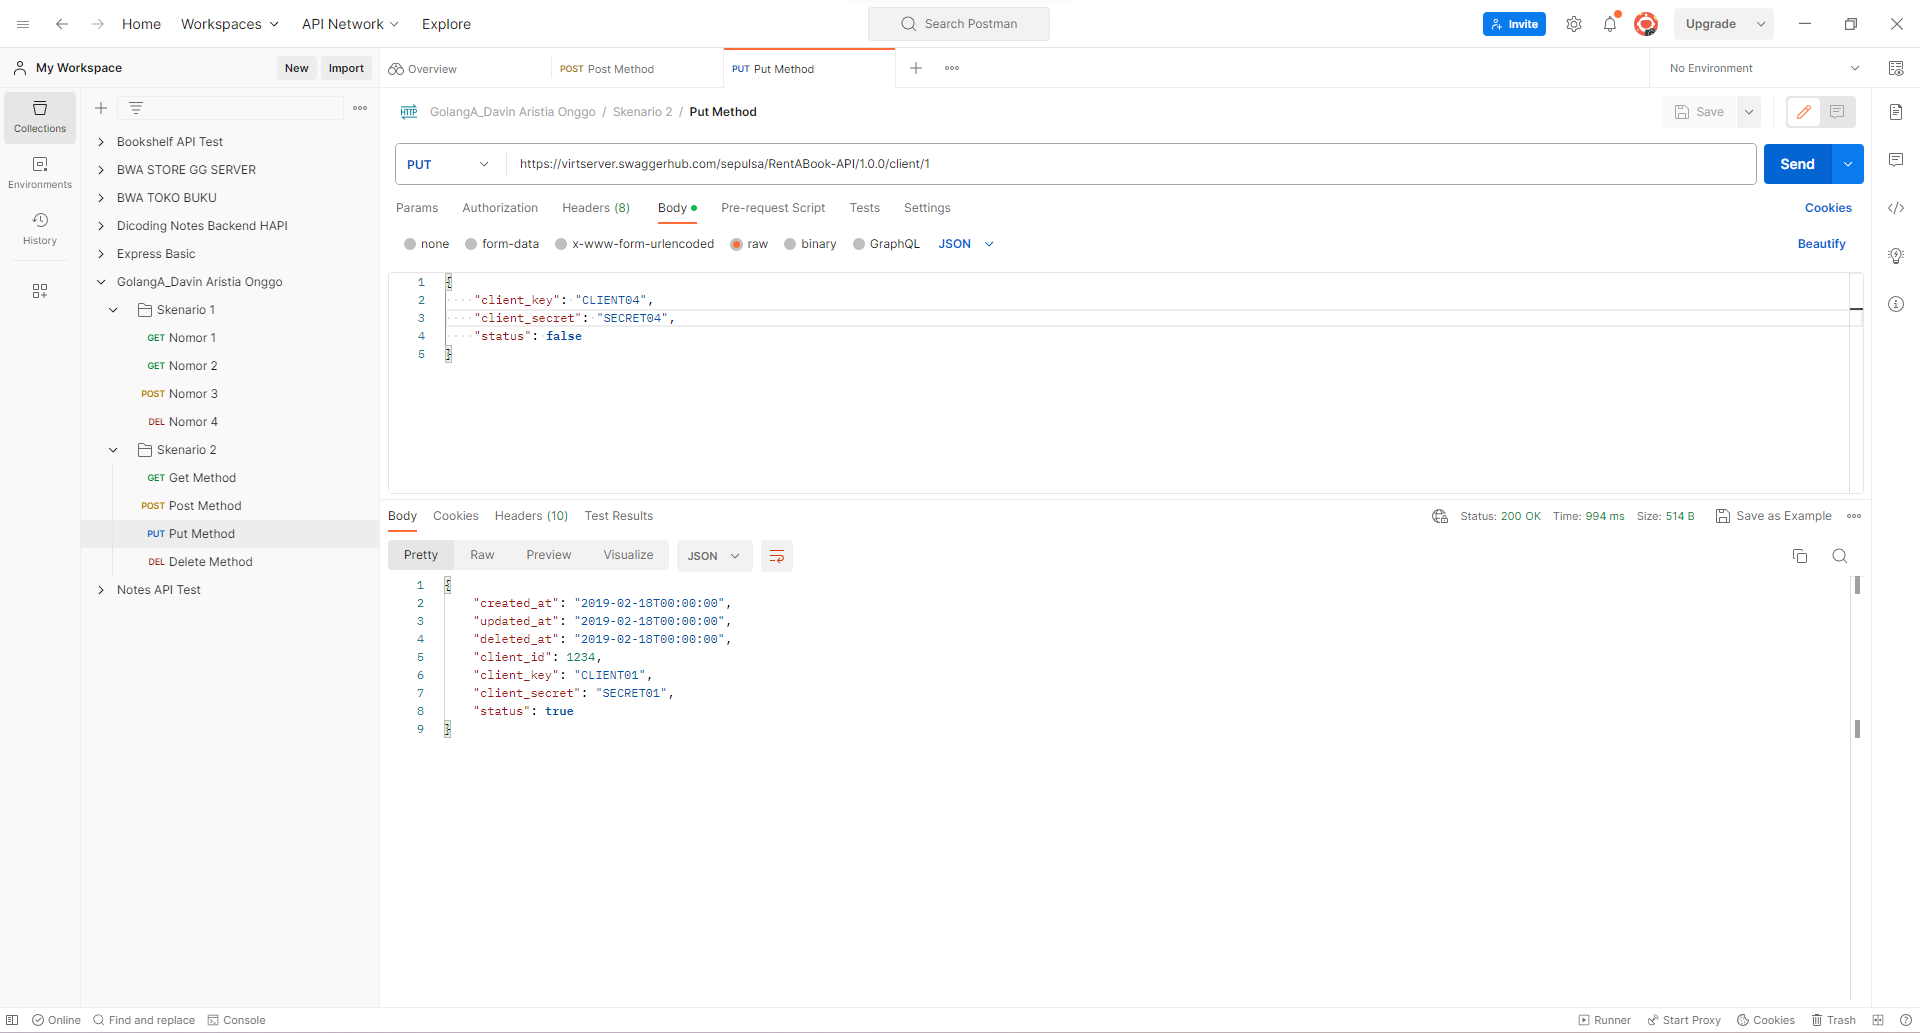 Home Workspaces API Network Explore Search Postman Invite Upgrade
My Workspace New Import Overview POST Post Method PUT Put Method No Environment
Collections
Environments
History
Bookshelf API Test
BWA STORE GG SERVER
BWA TOKO BUKU
Dicoding Notes Backend HAPI
Express Basic
GolangA_Davin Aristia Onggo
Skenario 1
GET Nomor 1
GET Nomor 2
POST Nomor 3
DEL Nomor 4
Skenario 2
GET Get Method
POST Post Method
PUT Put Method
DEL Delete Method
Notes API Test
HTTP GolangA_Davin Aristia Onggo / Skenario 2 / Put Method Save
PUT https://virtserver.swaggerhub.com/sepulsa/RentABook-API/1.0.0/client/1 Send
Params Authorization Headers (8) Body Pre-request Script Tests Settings Cookies
none form-data x-www-form-urlencoded raw binary GraphQL JSON Beautify
1 {
2 ····"client_key":·"CLIENT04",
3 ····"client_secret":·"SECRET04",
4 ····"status":·false
5 }
Body Cookies Headers (10) Test Results Status: 200 OK Time: 994 ms Size: 514 B Save as Example
Pretty Raw Preview Visualize JSON
1 {
2 "created_at": "2019-02-18T00:00:00",
3 "updated_at": "2019-02-18T00:00:00",
4 "deleted_at": "2019-02-18T00:00:00",
5 "client_id": 1234,
6 "client_key": "CLIENT01",
7 "client_secret": "SECRET01",
8 "status": true
9 }
Online Find and replace Console Runner Start Proxy Cookies Trash